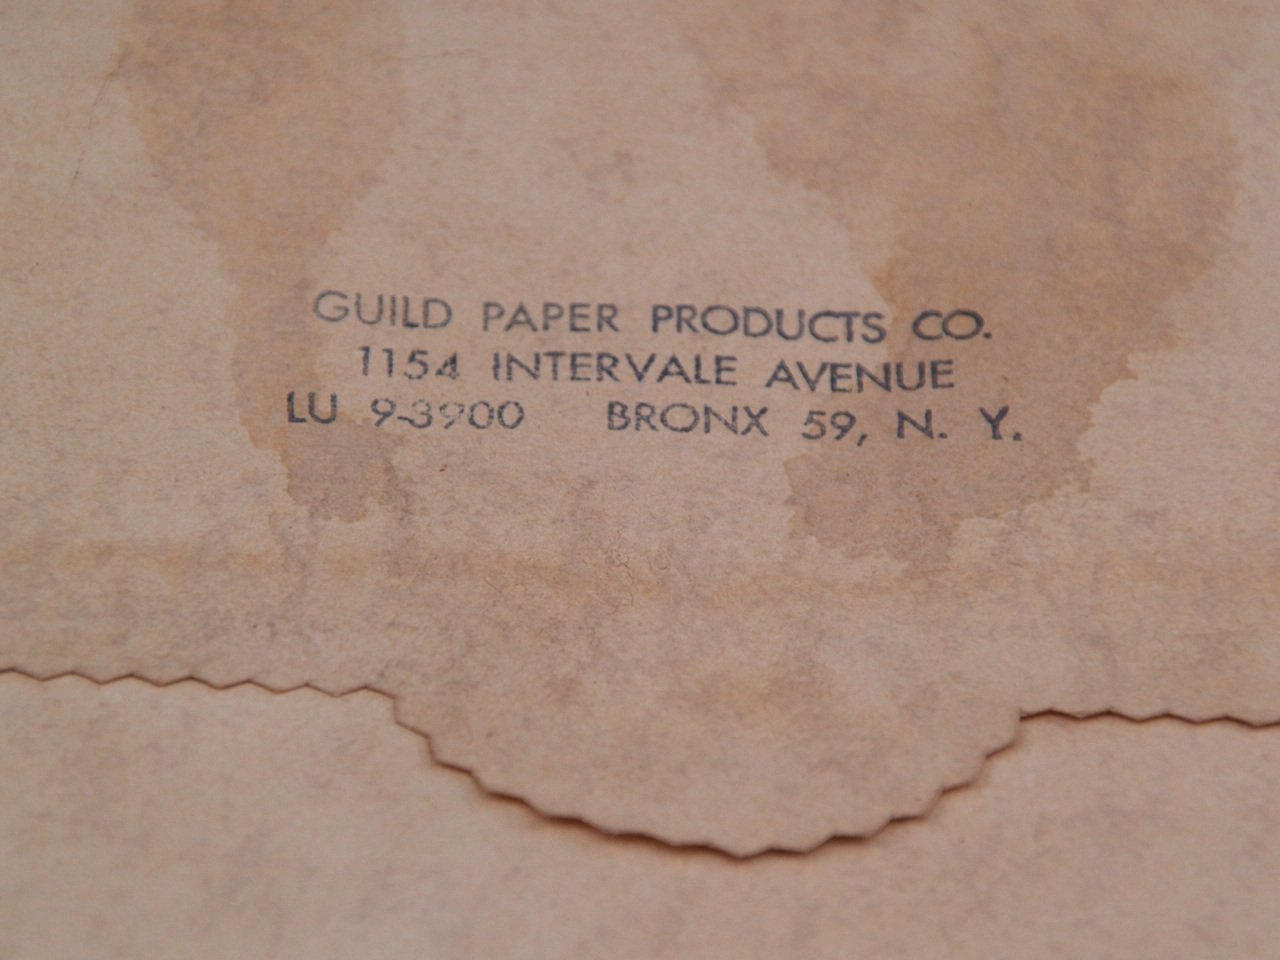 GUILD PAPER PRODUCTS CO.
1154 INTERVALE AVENUE
LU 9-3900 BRONX 59, N. Y.